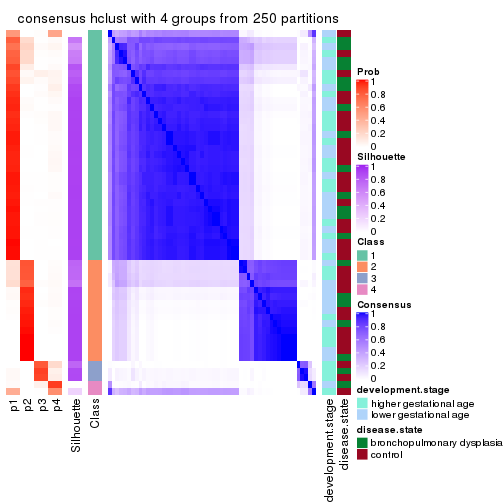 consensus hclust with 4 groups from 250 partitions
Prob
1
0.8
0.6
0.4
0.2
0
Silhouette
1
0.8
0.6
0.4
0.2
0
Class
1
2
3
4
Consensus
1
0.8
0.6
0.4
0.2
0
development.stage
higher gestational age
lower gestational age
disease.state
bronchopulmonary dysplasia
control
p1
p2
p3
p4
Silhouette
Class
development.stage
disease.state